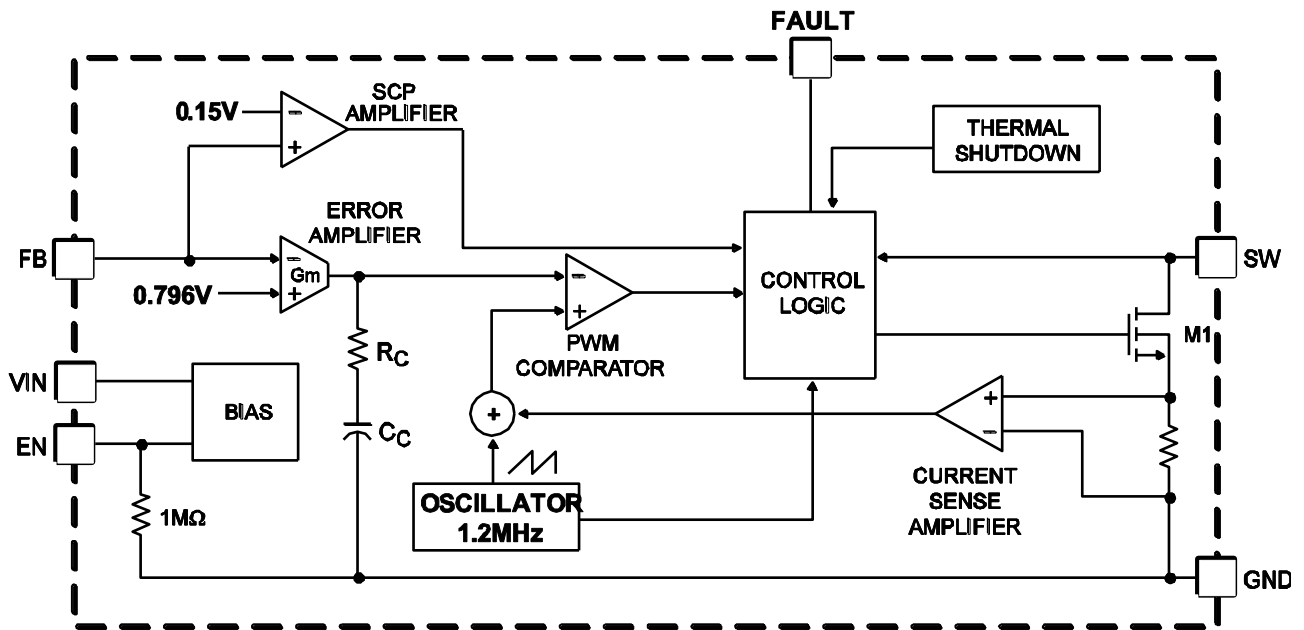 FAULT
SCP
AMPLIFIER
0.15V
−
+
THERMAL
SHUTDOWN
ERROR
AMPLIFIER
FB
−
Gm
+
0.796V
−
+
PWM
COMPARATOR
CONTROL
LOGIC
SW
M1
RC
VIN
BIAS
EN
CC
+
+
−
CURRENT
SENSE
AMPLIFIER
1MΩ
OSCILLATOR
1.2MHz
GND